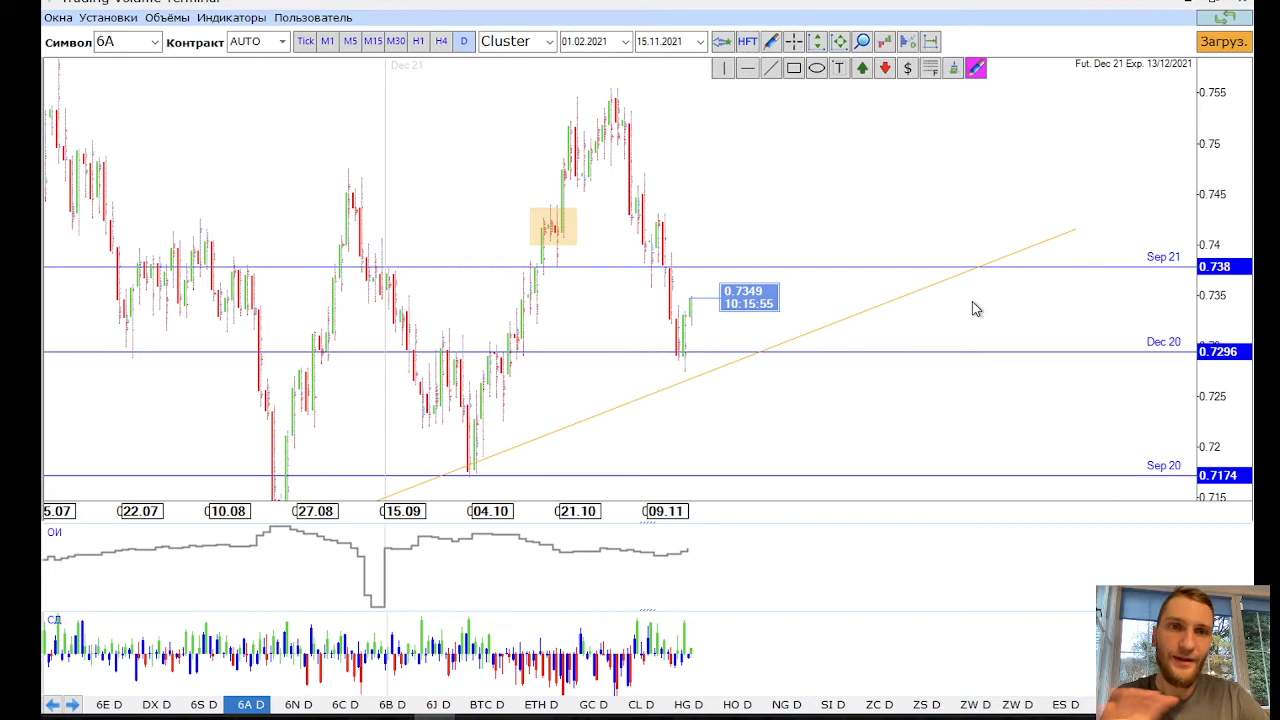 Trading Volume Terminal
Окна Установки Объёмы Индикаторы Пользователь
Символ 6A Контракт AUTO Tick M1 M5 M15 M30 H1 H4 D Cluster 01.02.2021 15.11.2021 HFT Загруз.
T $ F
Dec 21
Fut. Dec 21 Exp. 13/12/2021
0.755
0.75
0.745
0.74
Sep 21
0.738
0.7349
10:15:55
0.735
Dec 20
0.7296
0.725
0.72
Sep 20
0.7174
0.715
5.07 22.07 10.08 27.08 15.09 04.10 21.10 09.11
ОИ
СД
6E D DX D 6S D 6A D 6N D 6C D 6B D 6J D BTC D ETH D GC D CL D HG D HO D NG D SI D ZC D ZS D ZW D ZW D ES D